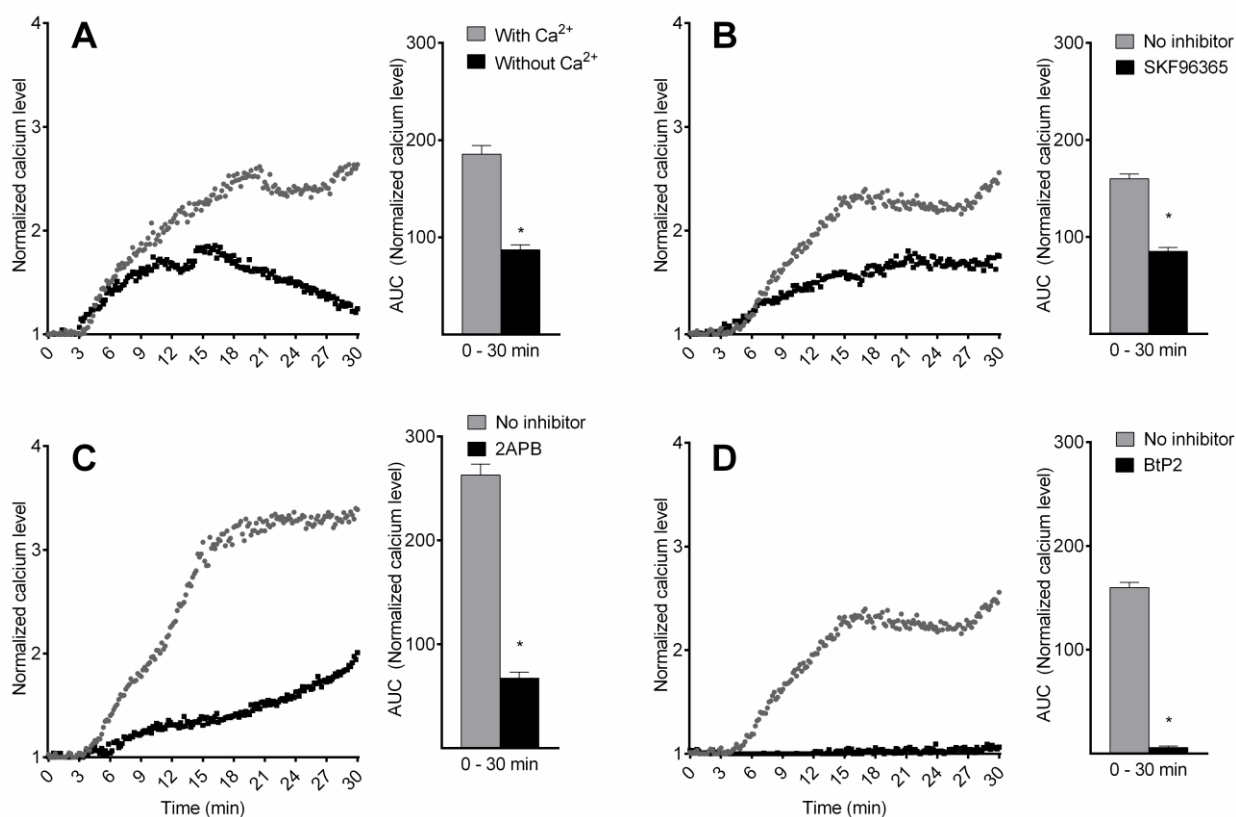 A
Normalized calcium level
4
3
2
1
0 3 6 9 12 15 18 21 24 27 30
With Ca²⁺
Without Ca²⁺
AUC (Normalized calcium level)
300
200
100
*
0 - 30 min
B
Normalized calcium level
4
3
2
1
0 3 6 9 12 15 18 21 24 27 30
No inhibitor
SKF96365
AUC (Normalized calcium level)
300
200
100
*
0 - 30 min
C
Normalized calcium level
4
3
2
1
0 3 6 9 12 15 18 21 24 27 30
Time (min)
No inhibitor
2APB
AUC (Normalized calcium level)
300
200
100
*
0 - 30 min
D
Normalized calcium level
4
3
2
1
0 3 6 9 12 15 18 21 24 27 30
Time (min)
No inhibitor
BtP2
AUC (Normalized calcium level)
300
200
100
*
0 - 30 min